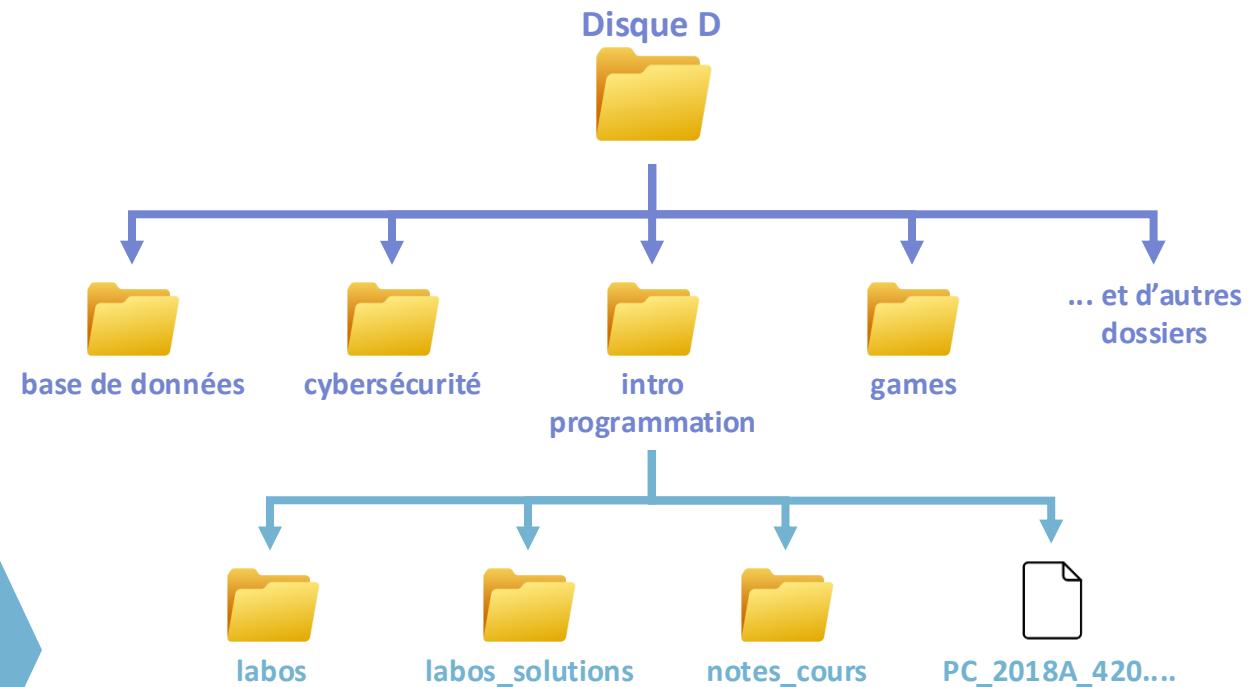 Disque D
base de données
cybersécurité
intro
programmation
games
... et d’autres
dossiers
labos
labos_solutions
notes_cours
PC_2018A_420....